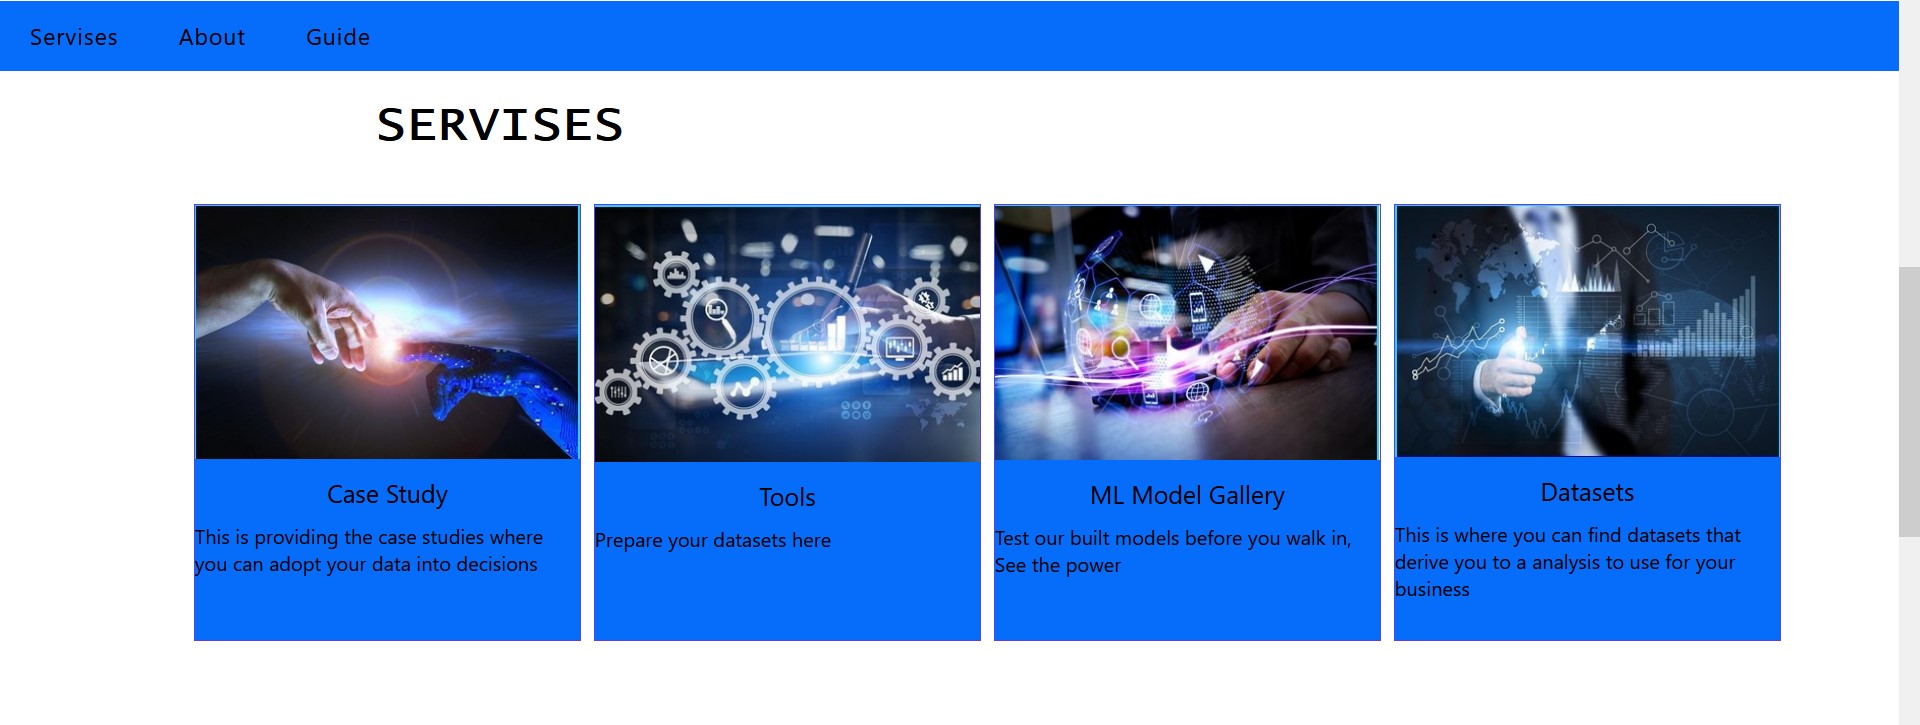 Servises About Guide
SERVISES
Case Study
This is providing the case studies where
you can adopt your data into decisions
Tools
Prepare your datasets here
ML Model Gallery
Test our built models before you walk in,
See the power
Datasets
This is where you can find datasets that
derive you to a analysis to use for your
business